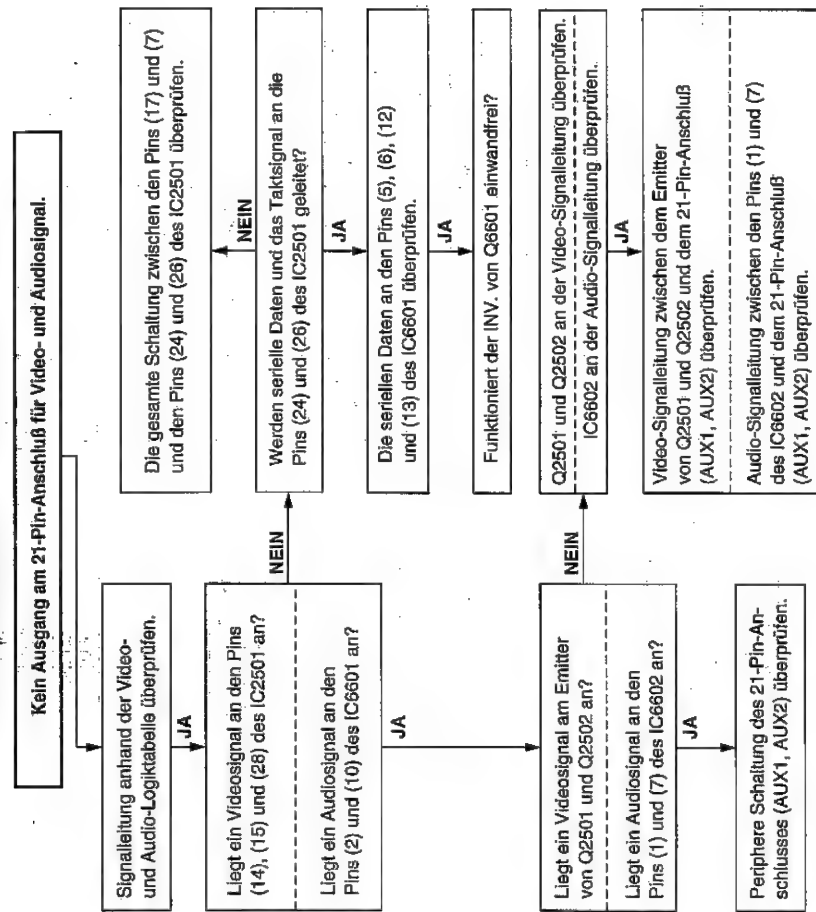 Kein Ausgang am 21-Pin-Anschluß für Video- und Audiosignal.
Signalleitung anhand der Video-
und Audio-Logiktabelle überprüfen.
JA
Liegt ein Videosignal an den Pins
(14), (15) und (28) des IC2501 an?
Liegt ein Audiosignal an den
Pins (2) und (10) des IC6601 an?
NEIN
JA
Werden serielle Daten und das Taktsignal an die
Pins (24) und (26) des IC2501 geleitet?
NEIN
Die gesamte Schaltung zwischen den Pins (17) und (7)
und den Pins (24) und (26) des IC2501 überprüfen.
JA
Die seriellen Daten an den Pins (5), (6), (12)
und (13) des IC6601 überprüfen.
JA
Funktioniert der INV. von Q6601 einwandfrei?
Liegt ein Videosignal am Emitter
von Q2501 und Q2502 an?
Liegt ein Audiosignal an den
Pins (1) und (7) des IC6602 an?
NEIN
Q2501 und Q2502 an der Video-Signalleitung überprüfen.
IC6602 an der Audio-Signalleitung überprüfen.
JA
Video-Signalleitung zwischen dem Emitter
von Q2501 und Q2502 und dem 21-Pin-Anschluß
(AUX1, AUX2) überprüfen.
Audio-Signalleitung zwischen den Pins (1) und (7)
des IC6602 und dem 21-Pin-Anschluß
(AUX1, AUX2) überprüfen.
JA
Periphere Schaltung des 21-Pin-An-
schlusses (AUX1, AUX2) überprüfen.